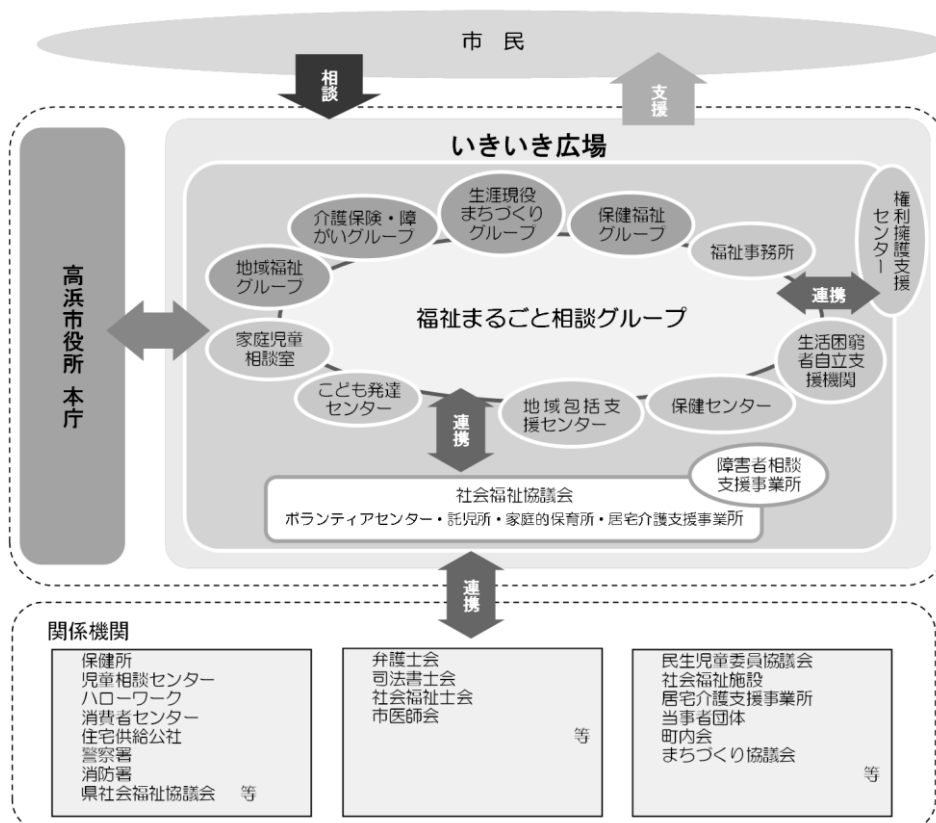 市 民
相談
支援
いきいき広場
高浜市役所 本庁
生涯現役
まちづくり
グループ
介護保険・障
がいグループ
保健福祉
グループ
権利擁護支援
センター
地域福祉
グループ
福祉事務所
連携
福祉まるごと相談グループ
家庭児童
相談室
生活困窮
者自立支
援機関
こども発達
センター
地域包括支
援センター
保健センター
連携
障害者相談
支援事業所
社会福祉協議会
ボランティアセンター・託児所・家庭的保育所・居宅介護支援事業所
連携
関係機関
保健所
児童相談センター
ハローワーク
消費者センター
住宅供給公社
警察署
消防署
県社会福祉協議会 等
弁護士会
司法書士会
社会福祉士会
市医師会
等
民生児童委員協議会
社会福祉施設
居宅介護支援事業所
当事者団体
町内会
まちづくり協議会
等